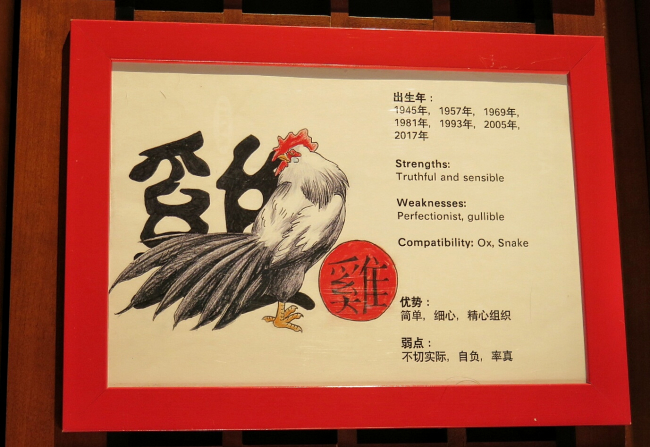 雞
雞
出生年：
1945年，1957年，1969年，
1981年，1993年，2005年，
2017年
Strengths:
Truthful and sensible
Weaknesses:
Perfectionist, gullible
Compatibility: Ox, Snake
优势：
简单，细心，精心组织
弱点：
不切实际，自负，率真